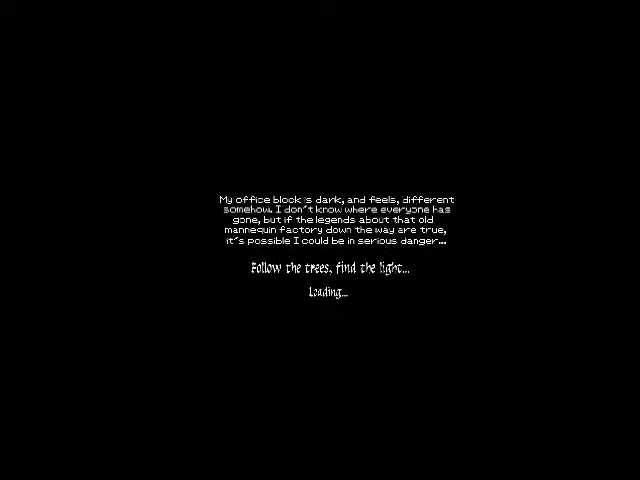 My office block is dark, and feels, different
somehow. I don't know where everyone has
gone, but if the legends about that old
mannequin factory down the way are true,
it's possible I could be in serious danger...
Follow the trees, find the light...
Loading...